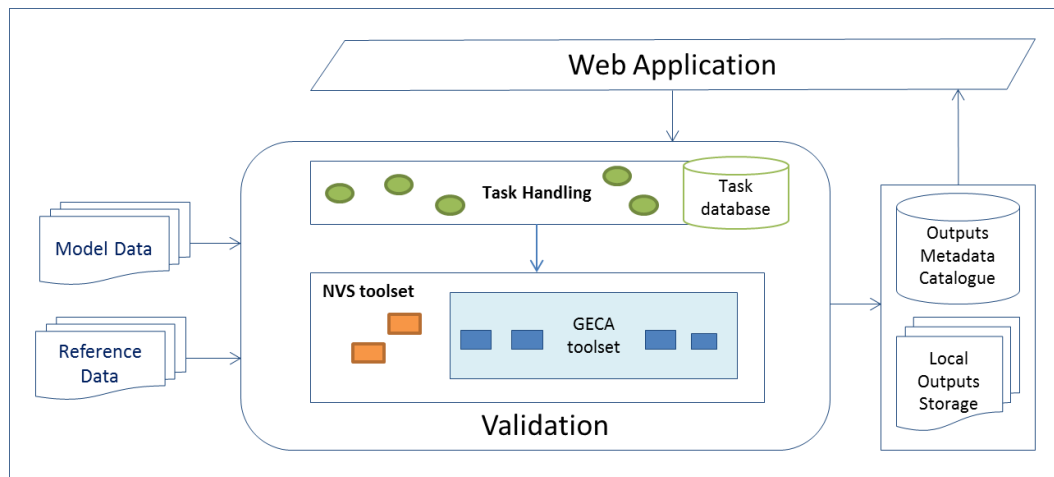 Web Application
Task Handling
Task
database
Model Data
Reference
Data
NVS toolset
GECA
toolset
Validation
Outputs
Metadata
Catalogue
Local
Outputs
Storage